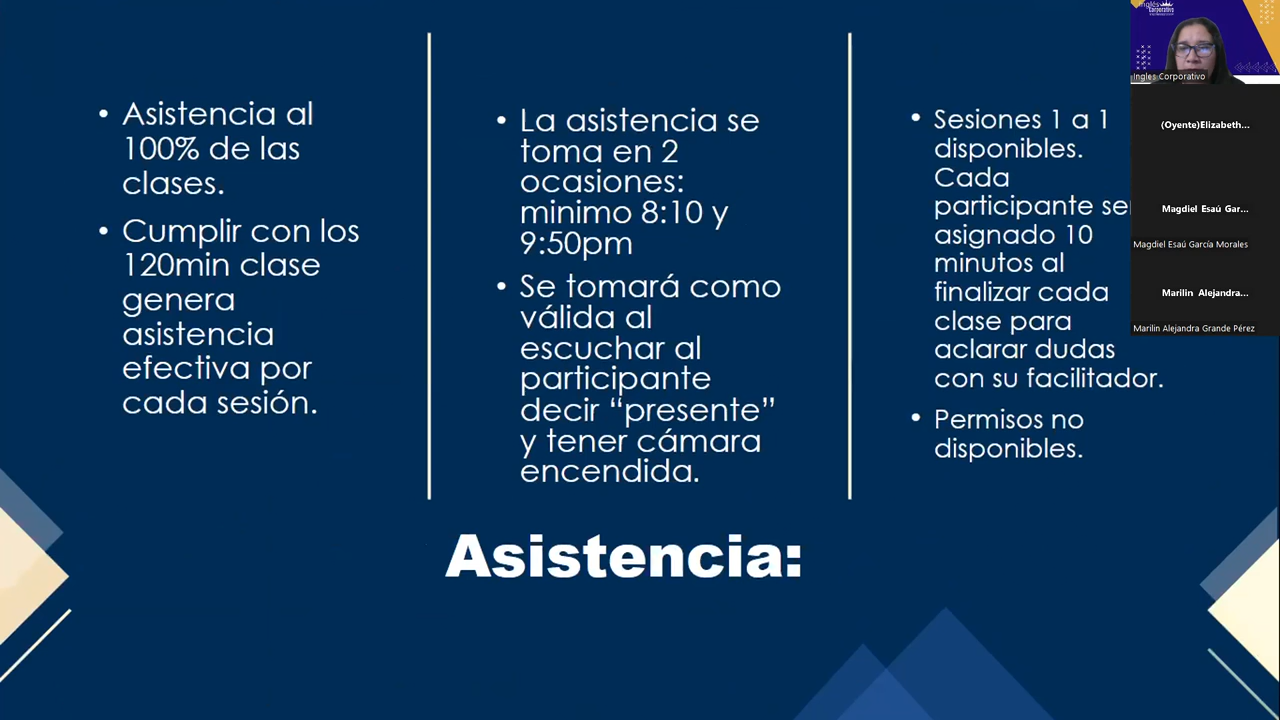 • Asistencia al
100% de las
clases.
• Cumplir con los
120min clase
genera
asistencia
efectiva por
cada sesión.
• La asistencia se
toma en 2
ocasiones:
minimo 8:10 y
9:50pm
• Se tomará como
válida al
escuchar al
participante
decir “presente”
y tener cámara
encendida.
• Sesiones 1 a 1
disponibles.
Cada
participante
asignado 10
minutos al
finalizar cada
clase para
aclarar dudas
con su facilitador.
• Permisos no
disponibles.
Asistencia:
Inglés
Corporativo
Ingles Corporativo
(Oyente)Elizabeth...
Magdiel Esaú Gar...
Magdiel Esaú García Morales
Marilin Alejandra...
Marilin Alejandra Grande Pérez